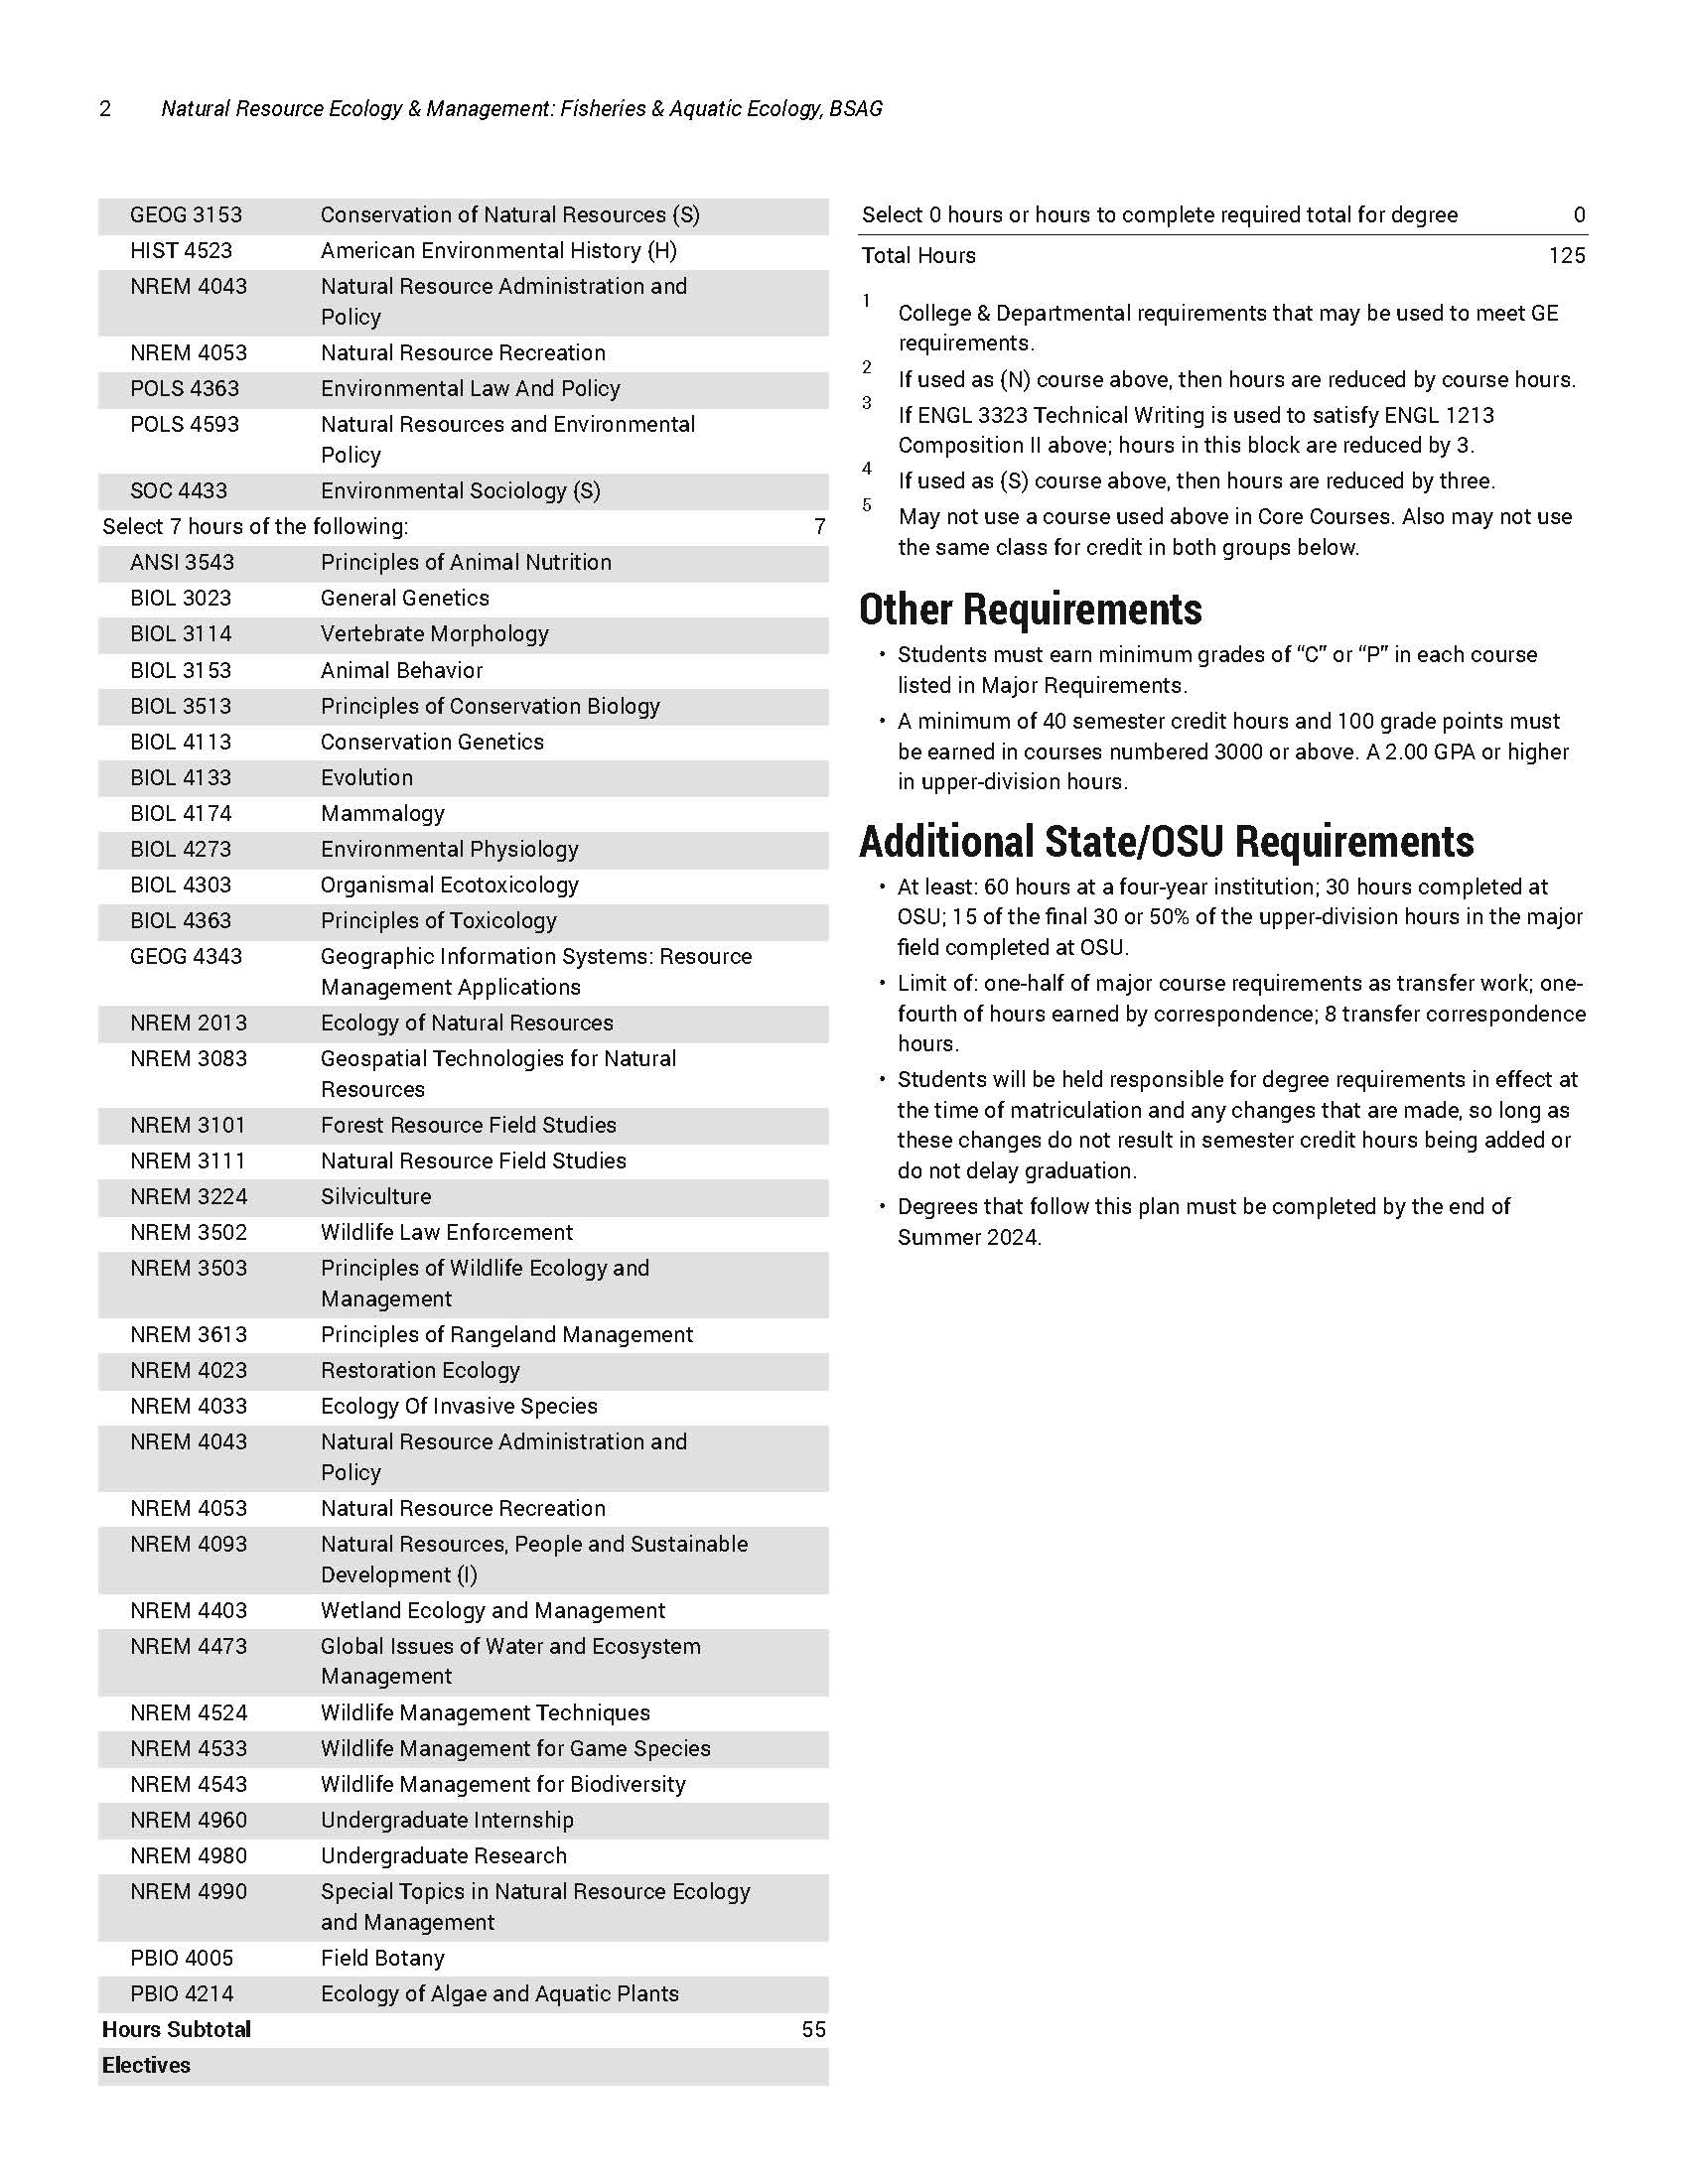 2 Natural Resource Ecology & Management: Fisheries & Aquatic Ecology, BSAG
GEOG 3153 Conservation of Natural Resources (S)
HIST 4523 American Environmental History (H)
NREM 4043 Natural Resource Administration and
Policy
NREM 4053 Natural Resource Recreation
POLS 4363 Environmental Law And Policy
POLS 4593 Natural Resources and Environmental
Policy
SOC 4433 Environmental Sociology (S)
Select 7 hours of the following: 7
ANSI 3543 Principles of Animal Nutrition
BIOL 3023 General Genetics
BIOL 3114 Vertebrate Morphology
BIOL 3153 Animal Behavior
BIOL 3513 Principles of Conservation Biology
BIOL 4113 Conservation Genetics
BIOL 4133 Evolution
BIOL 4174 Mammalogy
BIOL 4273 Environmental Physiology
BIOL 4303 Organismal Ecotoxicology
BIOL 4363 Principles of Toxicology
GEOG 4343 Geographic Information Systems: Resource
Management Applications
NREM 2013 Ecology of Natural Resources
NREM 3083 Geospatial Technologies for Natural
Resources
NREM 3101 Forest Resource Field Studies
NREM 3111 Natural Resource Field Studies
NREM 3224 Silviculture
NREM 3502 Wildlife Law Enforcement
NREM 3503 Principles of Wildlife Ecology and
Management
NREM 3613 Principles of Rangeland Management
NREM 4023 Restoration Ecology
NREM 4033 Ecology Of Invasive Species
NREM 4043 Natural Resource Administration and
Policy
NREM 4053 Natural Resource Recreation
NREM 4093 Natural Resources, People and Sustainable
Development (I)
NREM 4403 Wetland Ecology and Management
NREM 4473 Global Issues of Water and Ecosystem
Management
NREM 4524 Wildlife Management Techniques
NREM 4533 Wildlife Management for Game Species
NREM 4543 Wildlife Management for Biodiversity
NREM 4960 Undergraduate Internship
NREM 4980 Undergraduate Research
NREM 4990 Special Topics in Natural Resource Ecology
and Management
PBIO 4005 Field Botany
PBIO 4214 Ecology of Algae and Aquatic Plants
Hours Subtotal 55
Electives
Select 0 hours or hours to complete required total for degree 0
Total Hours 125
1 College & Departmental requirements that may be used to meet GE
requirements.
2 If used as (N) course above, then hours are reduced by course hours.
3 If ENGL 3323 Technical Writing is used to satisfy ENGL 1213
Composition II above; hours in this block are reduced by 3.
4 If used as (S) course above, then hours are reduced by three.
5 May not use a course used above in Core Courses. Also may not use
the same class for credit in both groups below.
Other Requirements
• Students must earn minimum grades of “C” or “P” in each course
listed in Major Requirements.
• A minimum of 40 semester credit hours and 100 grade points must
be earned in courses numbered 3000 or above. A 2.00 GPA or higher
in upper-division hours.
Additional State/OSU Requirements
• At least: 60 hours at a four-year institution; 30 hours completed at
OSU; 15 of the final 30 or 50% of the upper-division hours in the major
field completed at OSU.
• Limit of: one-half of major course requirements as transfer work; one-
fourth of hours earned by correspondence; 8 transfer correspondence
hours.
• Students will be held responsible for degree requirements in effect at
the time of matriculation and any changes that are made, so long as
these changes do not result in semester credit hours being added or
do not delay graduation.
• Degrees that follow this plan must be completed by the end of
Summer 2024.